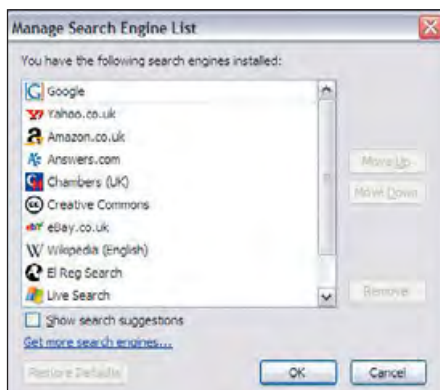 Manage Search Engine List
You have the following search engines installed:
Google
Yahoo.co.uk
Amazon.co.uk
Answers.com
Chambers (UK)
Creative Commons
eBay.co.uk
Wikipedia (English)
El Reg Search
Live Search
Move Up
Move Down
Remove
Show search suggestions
Get more search engines...
Restore Defaults
OK
Cancel